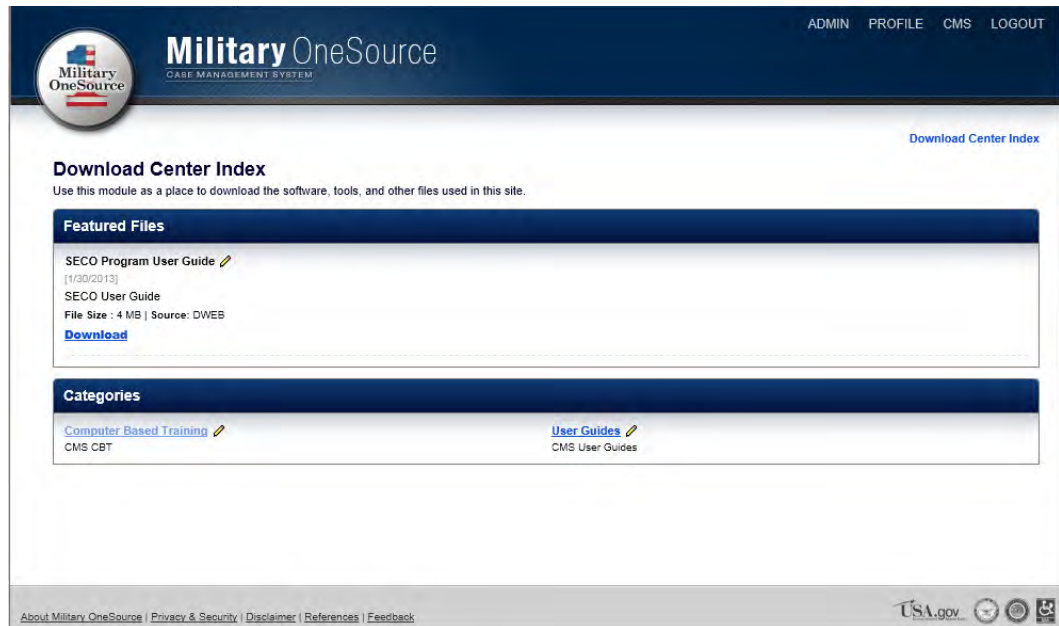 ADMIN PROFILE CMS LOGOUT
Military OneSource
CASE MANAGEMENT SYSTEM
Military
OneSource
Download Center Index
Download Center Index
Use this module as a place to download the software, tools, and other files used in this site.
Featured Files
SECO Program User Guide
[1/30/2013]
SECO User Guide
File Size : 4 MB | Source: DWEB
Download
Categories
Computer Based Training
CMS CBT
User Guides
CMS User Guides
About Military OneSource | Privacy & Security | Disclaimer | References | Feedback
USA.gov